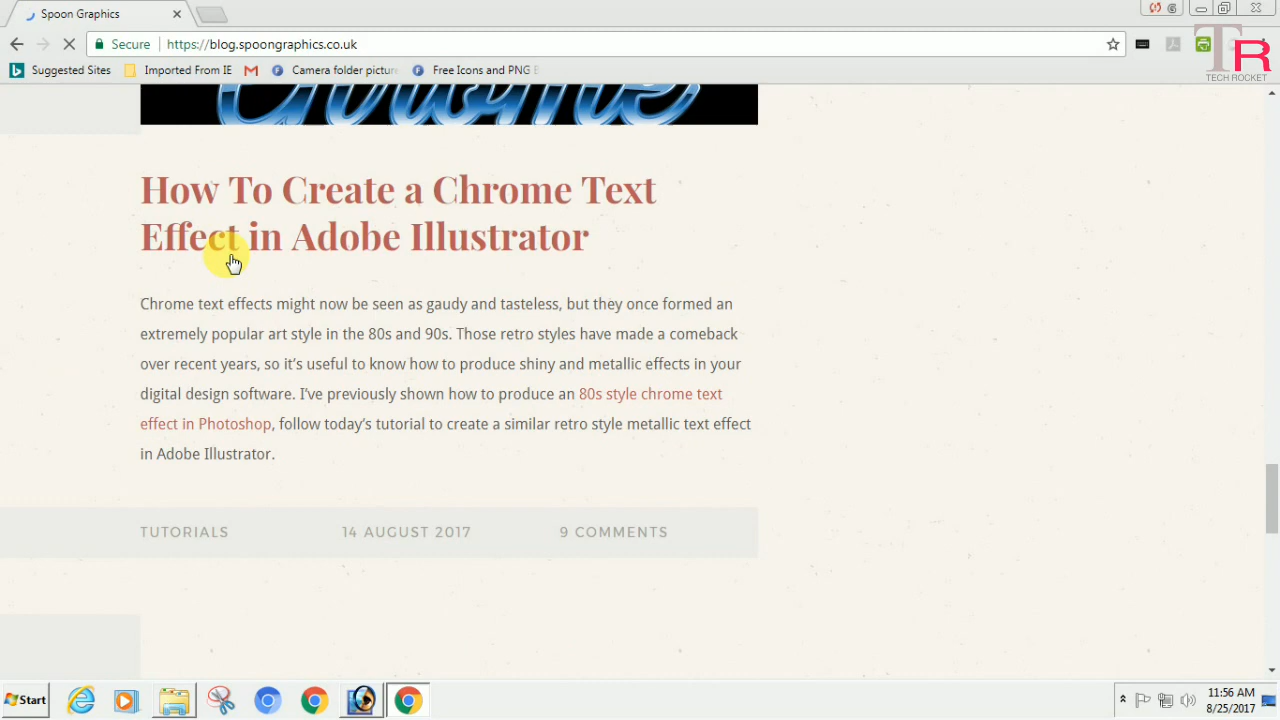 Spoon Graphics
Secure https://blog.spoongraphics.co.uk
Suggested Sites Imported From IE Camera folder pictur Free Icons and PNG
TR
TECH ROCKET
Chrome
How To Create a Chrome Text
Effect in Adobe Illustrator
Chrome text effects might now be seen as gaudy and tasteless, but they once formed an
extremely popular art style in the 80s and 90s. Those retro styles have made a comeback
over recent years, so it's useful to know how to produce shiny and metallic effects in your
digital design software. I've previously shown how to produce an 80s style chrome text
effect in Photoshop, follow today's tutorial to create a similar retro style metallic text effect
in Adobe Illustrator.
TUTORIALS 14 AUGUST 2017 9 COMMENTS
Start
11:56 AM
8/25/2017